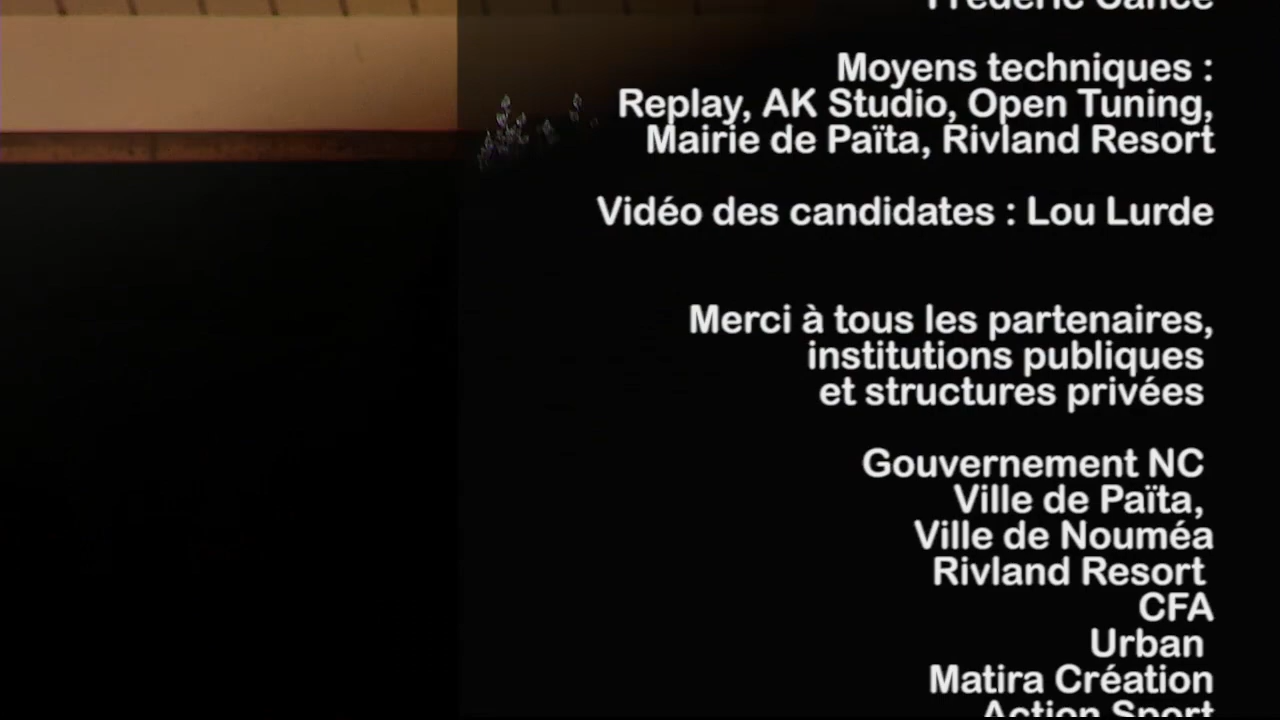 Moyens techniques :
Replay, AK Studio, Open Tuning,
Mairie de Païta, Rivland Resort
Vidéo des candidates : Lou Lurde
Merci à tous les partenaires,
institutions publiques
et structures privées
Gouvernement NC
Ville de Païta,
Ville de Nouméa
Rivland Resort
CFA
Urban
Matira Création
Action Sport